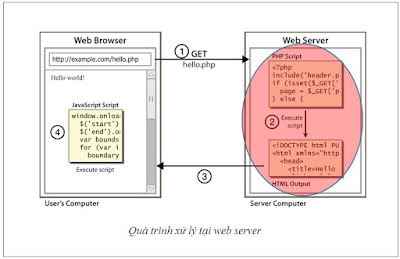 Web Browser
http://example.com/hello.php
Hello world!
JavaScript Script
window.onloa
$('start')
$('end').on
var bounds
for (var i
boundary
4
Execute script
User's Computer
1 GET
hello.php
3
Web Server
PHP Script
<?php
include('header.p
if (isset($_GET['
page = $_GET['p
} else {
2 Execute
script
<!DOCTYPE html PU
<html xmlns="http
<head>
<title>Hello
HTML Output
Server Computer
Quá trình xử lý tại web server